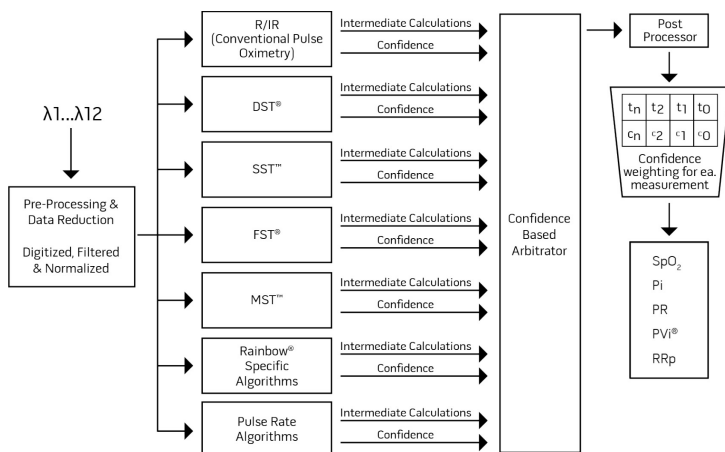 λ1...λ12
Pre-Processing &
Data Reduction
Digitized, Filtered
& Normalized
R/IR
(Conventional Pulse
Oximetry)
Intermediate Calculations
Confidence
DST®
Intermediate Calculations
Confidence
SST™
Intermediate Calculations
Confidence
FST®
Intermediate Calculations
Confidence
MST™
Intermediate Calculations
Confidence
Rainbow®
Specific
Algorithms
Intermediate Calculations
Confidence
Pulse Rate
Algorithms
Intermediate Calculations
Confidence
Confidence
Based
Arbitrator
Post
Processor
tn t2 t1 t0
cn c2 c1 c0
Confidence
weighting for ea.
measurement
SpO₂
Pi
PR
PVi®
RRp